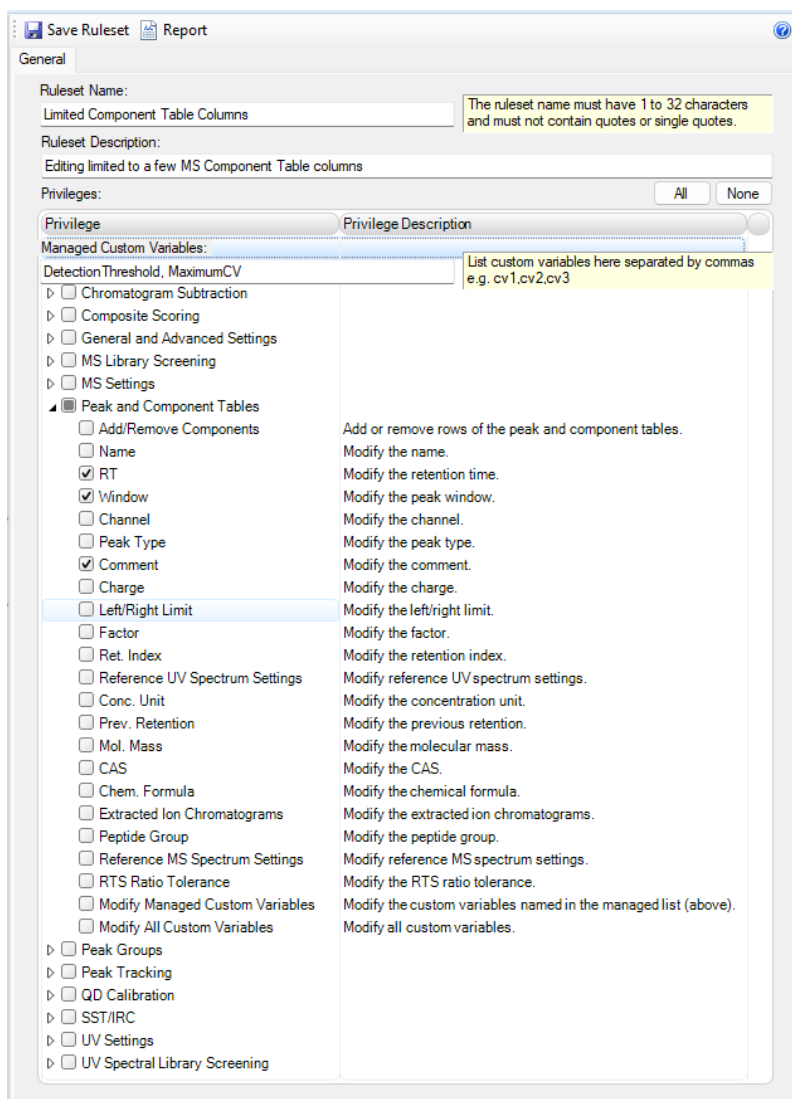 Save Ruleset Report
General
Ruleset Name:
Limited Component Table Columns
The ruleset name must have 1 to 32 characters
and must not contain quotes or single quotes.
Ruleset Description:
Editing limited to a few MS Component Table columns
Privileges:
All None
Privilege Privilege Description
Managed Custom Variables:
DetectionThreshold, MaximumCV
List custom variables here separated by commas
e.g. cv1,cv2,cv3
Chromatogram Subtraction
Composite Scoring
General and Advanced Settings
MS Library Screening
MS Settings
Peak and Component Tables
Add/Remove Components Add or remove rows of the peak and component tables.
Name Modify the name.
RT Modify the retention time.
Window Modify the peak window.
Channel Modify the channel.
Peak Type Modify the peak type.
Comment Modify the comment.
Charge Modify the charge.
Left/Right Limit Modify the left/right limit.
Factor Modify the factor.
Ret. Index Modify the retention index.
Reference UV Spectrum Settings Modify reference UV spectrum settings.
Conc. Unit Modify the concentration unit.
Prev. Retention Modify the previous retention.
Mol. Mass Modify the molecular mass.
CAS Modify the CAS.
Chem. Formula Modify the chemical formula.
Extracted Ion Chromatograms Modify the extracted ion chromatograms.
Peptide Group Modify the peptide group.
Reference MS Spectrum Settings Modify reference MS spectrum settings.
RTS Ratio Tolerance Modify the RTS ratio tolerance.
Modify Managed Custom Variables Modify the custom variables named in the managed list (above).
Modify All Custom Variables Modify all custom variables.
Peak Groups
Peak Tracking
QD Calibration
SST/IRC
UV Settings
UV Spectral Library Screening